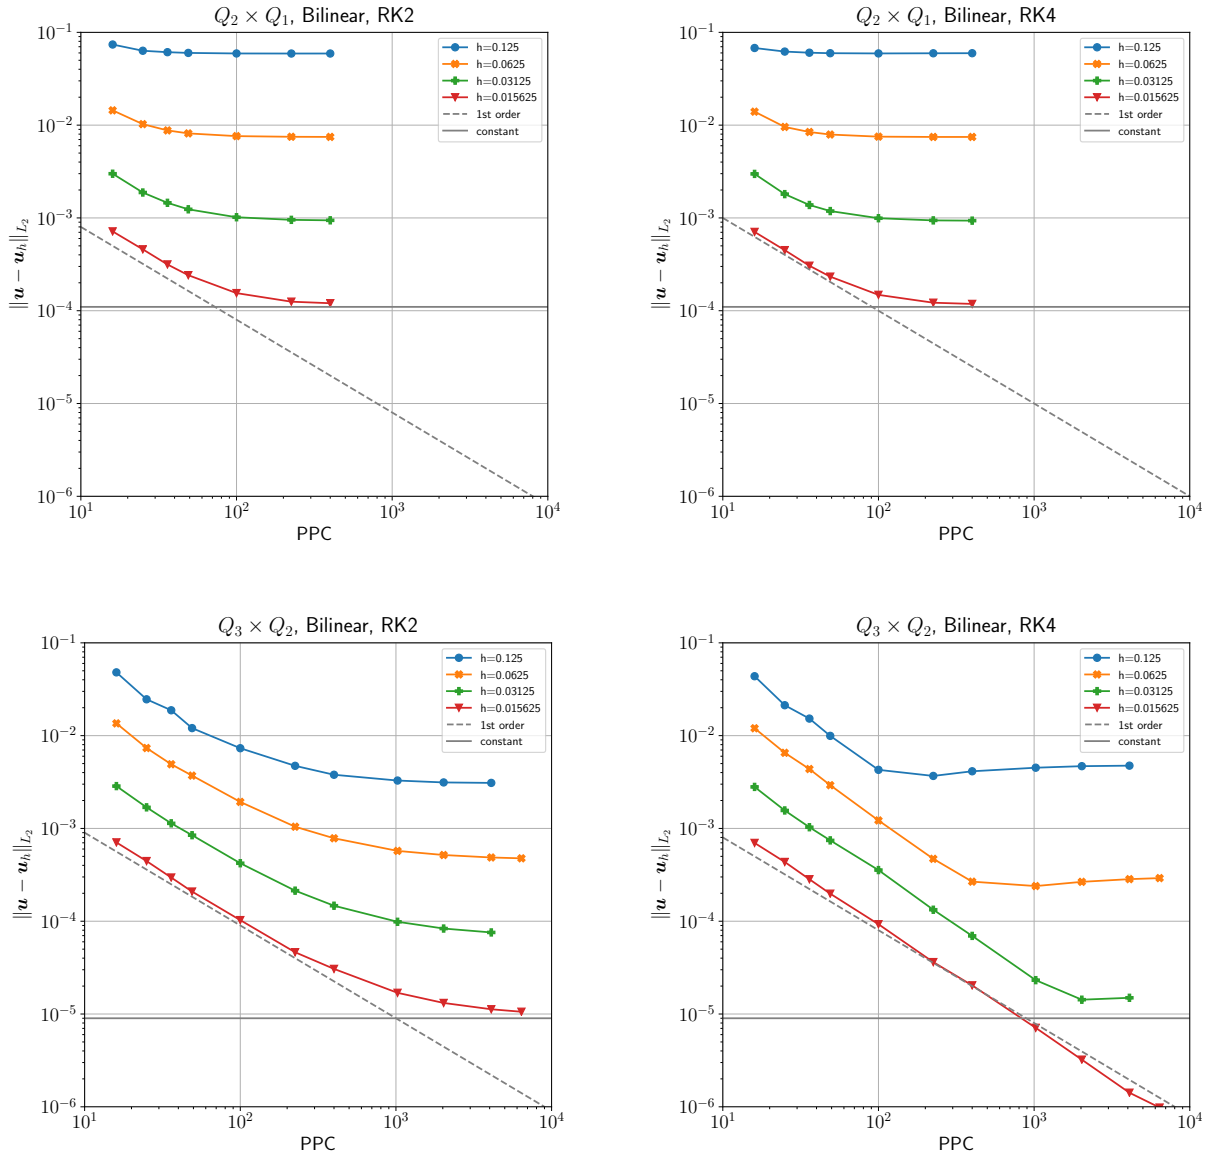 Q₂ × Q₁, Bilinear, RK2
10⁻¹
10⁻²
10⁻³
10⁻⁴
10⁻⁵
10⁻⁶
‖u − u_h‖_{L₂}
h=0.125
h=0.0625
h=0.03125
h=0.015625
1st order
constant
10¹ 10² 10³ 10⁴
PPC
Q₂ × Q₁, Bilinear, RK4
10⁻¹
10⁻²
10⁻³
10⁻⁴
10⁻⁵
10⁻⁶
‖u − u_h‖_{L₂}
h=0.125
h=0.0625
h=0.03125
h=0.015625
1st order
constant
10¹ 10² 10³ 10⁴
PPC
Q₃ × Q₂, Bilinear, RK2
10⁻¹
10⁻²
10⁻³
10⁻⁴
10⁻⁵
10⁻⁶
‖u − u_h‖_{L₂}
h=0.125
h=0.0625
h=0.03125
h=0.015625
1st order
constant
10¹ 10² 10³ 10⁴
PPC
Q₃ × Q₂, Bilinear, RK4
10⁻¹
10⁻²
10⁻³
10⁻⁴
10⁻⁵
10⁻⁶
‖u − u_h‖_{L₂}
h=0.125
h=0.0625
h=0.03125
h=0.015625
1st order
constant
10¹ 10² 10³ 10⁴
PPC